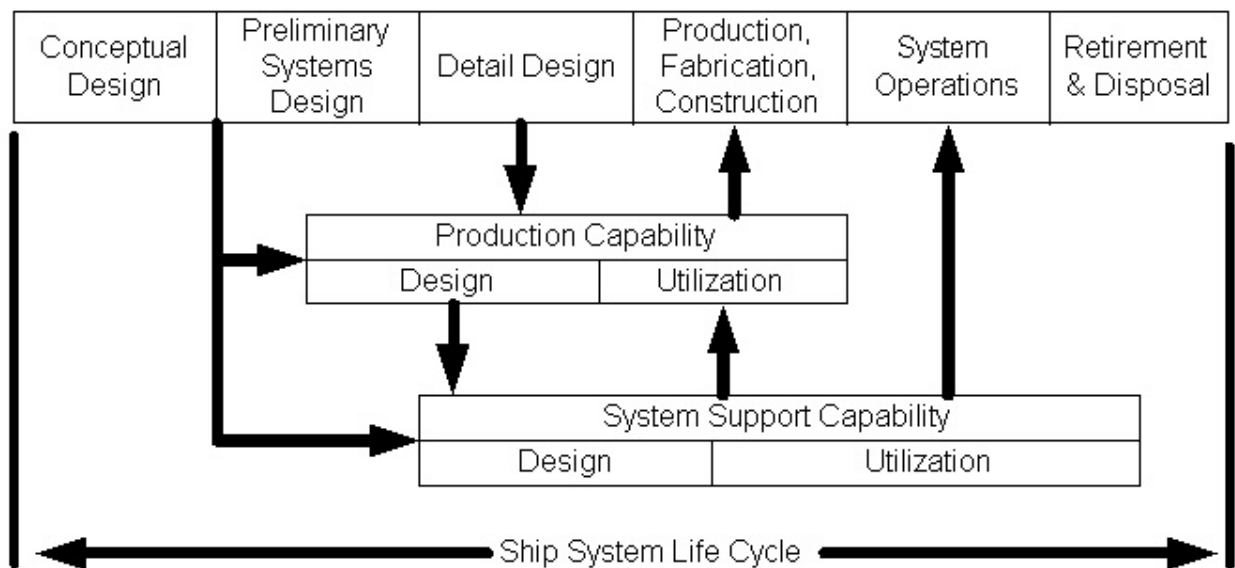 Conceptual
Design
Preliminary
Systems
Design
Detail Design
Production,
Fabrication,
Construction
System
Operations
Retirement
& Disposal
Production Capability
Design
Utilization
System Support Capability
Design
Utilization
Ship System Life Cycle